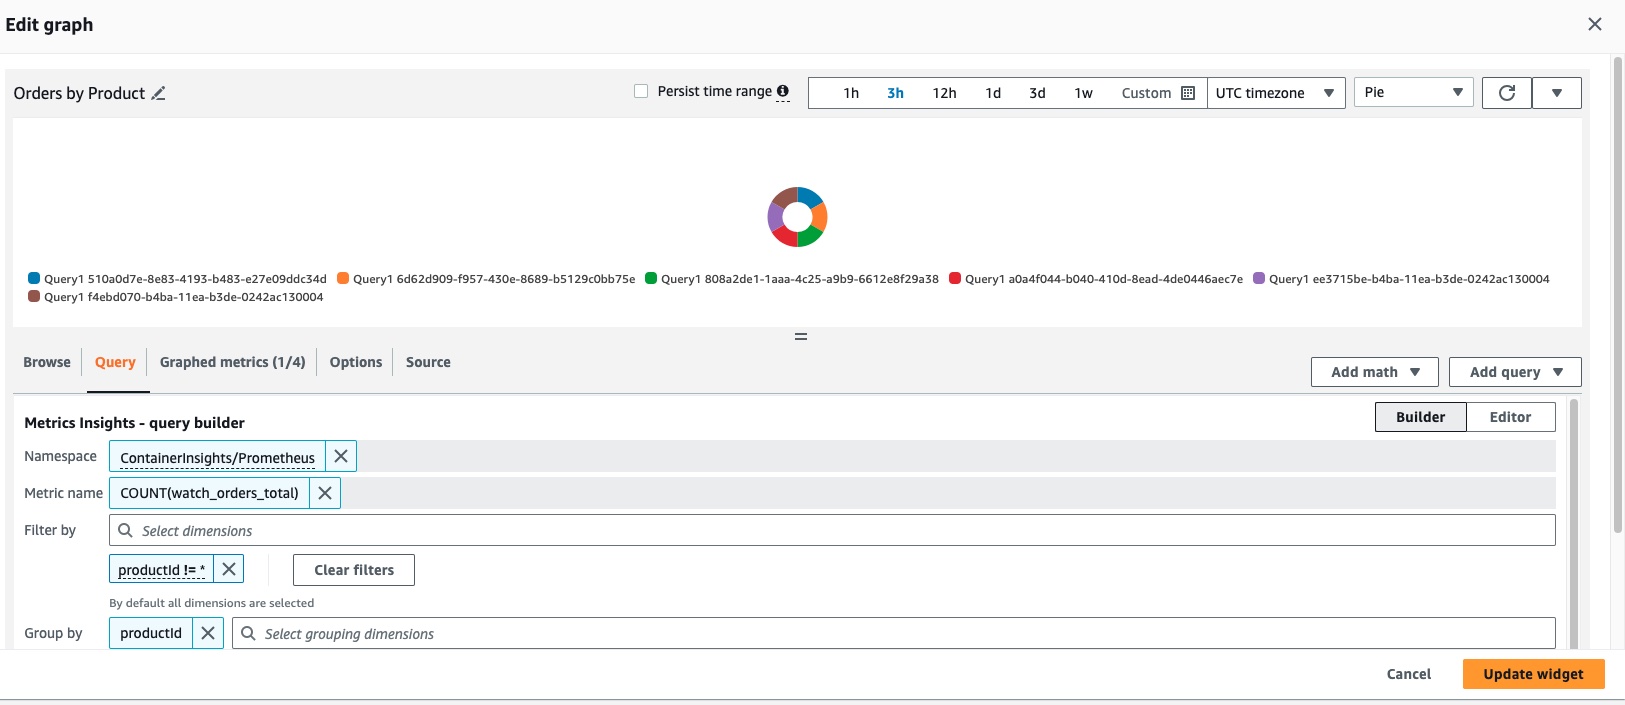 Edit graph
Orders by Product
Persist time range
1h 3h 12h 1d 3d 1w Custom UTC timezone Pie
Query1 510a0d7e-8e83-4193-b483-e27e09ddc34d Query1 6d62d909-f957-430e-8689-b5129c0bb75e Query1 808a2de1-1aaa-4c25-a9b9-6612e8f29a38 Query1 a0a4f044-b040-410d-8ead-4de0446aec7e Query1 ee3715be-b4ba-11ea-b3de-0242ac130004
Query1 f4ebd070-b4ba-11ea-b3de-0242ac130004
Browse Query Graphed metrics (1/4) Options Source Add math Add query
Metrics Insights - query builder Builder Editor
Namespace ContainerInsights/Prometheus
Metric name COUNT(watch_orders_total)
Filter by Select dimensions
productId != * Clear filters
By default all dimensions are selected
Group by productId Select grouping dimensions
Cancel Update widget